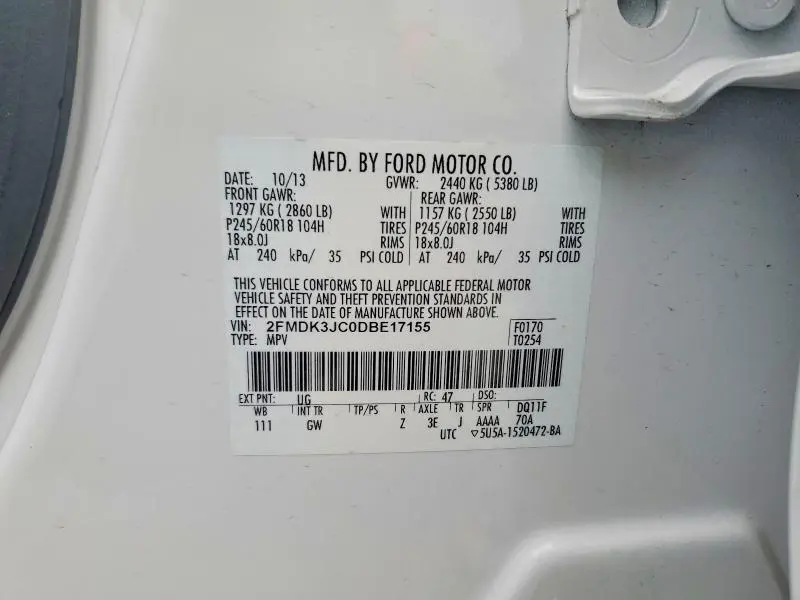 MFD. BY FORD MOTOR CO.
DATE: 10/13 GVWR: 2440 KG ( 5380 LB)
FRONT GAWR: REAR GAWR:
1297 KG ( 2860 LB) WITH 1157 KG ( 2550 LB) WITH
P245/60R18 104H TIRES P245/60R18 104H TIRES
18x8.0J RIMS 18x8.0J RIMS
AT 240 kPa/ 35 PSI COLD AT 240 kPa/ 35 PSI COLD
THIS VEHICLE CONFORMS TO ALL APPLICABLE FEDERAL MOTOR
VEHICLE SAFETY AND THEFT PREVENTION STANDARDS IN
EFFECT ON THE DATE OF MANUFACTURE SHOWN ABOVE.
VIN: 2FMDK3JC0DBE17155 F0170
TYPE: MPV T0254
EXT PNT: UG RC: 47 DSO:
WB INT TR TP/PS R AXLE TR SPR DQ11F
111 GW Z 3E J AAAA 70A
UTC ▽5U5A-1520472-BA